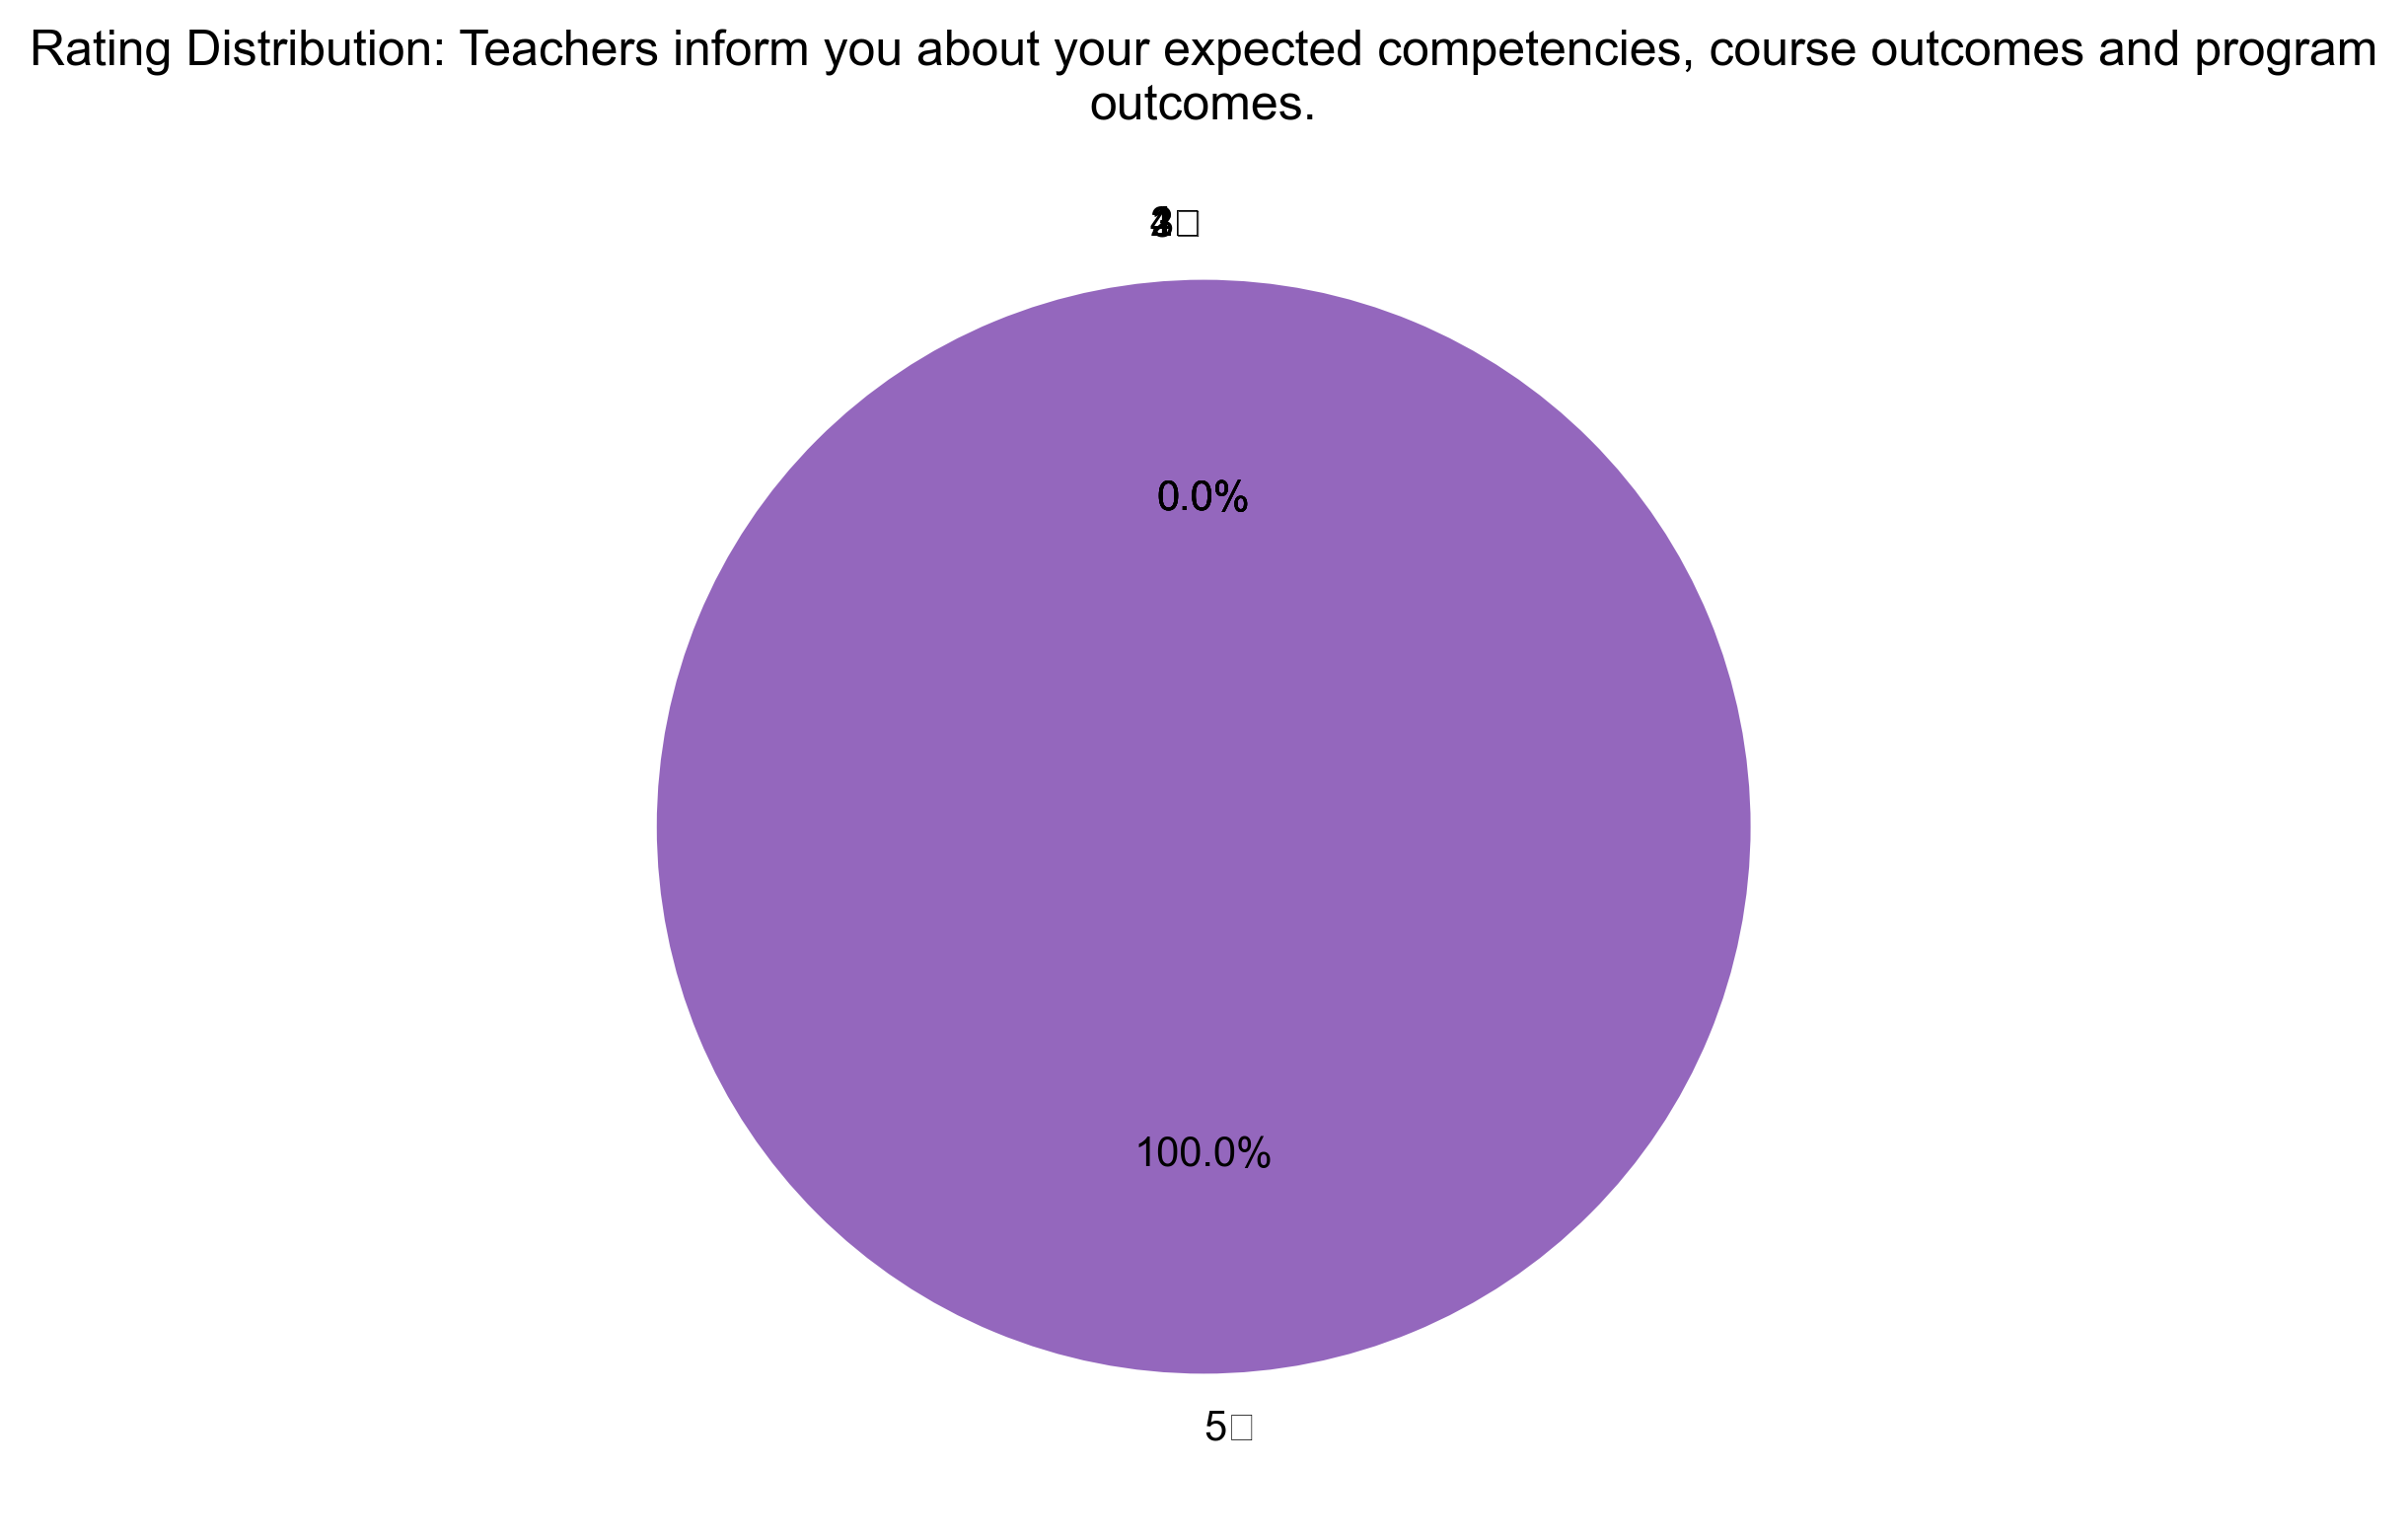 Rating Distribution: Teachers inform you about your expected competencies, course outcomes and program
outcomes.
0.0%
100.0%
5